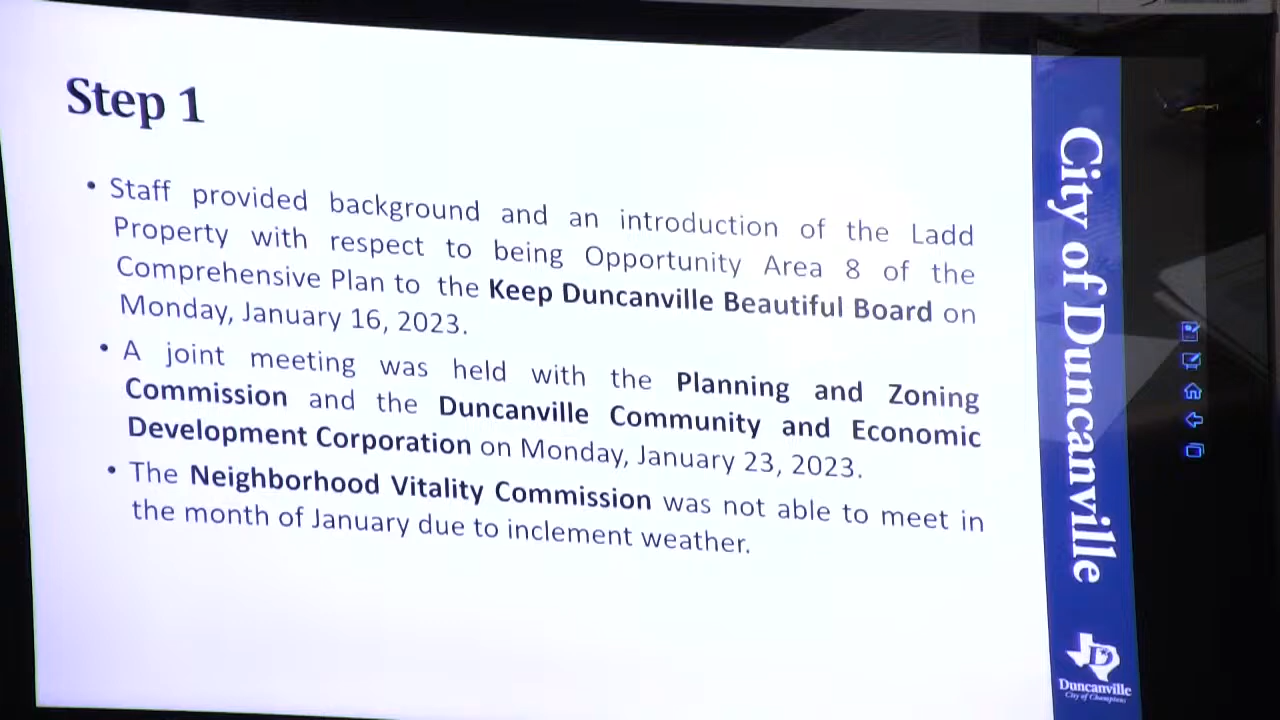 Step 1
• Staff provided background and an introduction of the Ladd
Property with respect to being Opportunity Area 8 of the
Comprehensive Plan to the Keep Duncanville Beautiful Board on
Monday, January 16, 2023.
• A joint meeting was held with the Planning and Zoning
Commission and the Duncanville Community and Economic
Development Corporation on Monday, January 23, 2023.
• The Neighborhood Vitality Commission was not able to meet in
the month of January due to inclement weather.
City of Duncanville
D
Duncanville
City of Champions